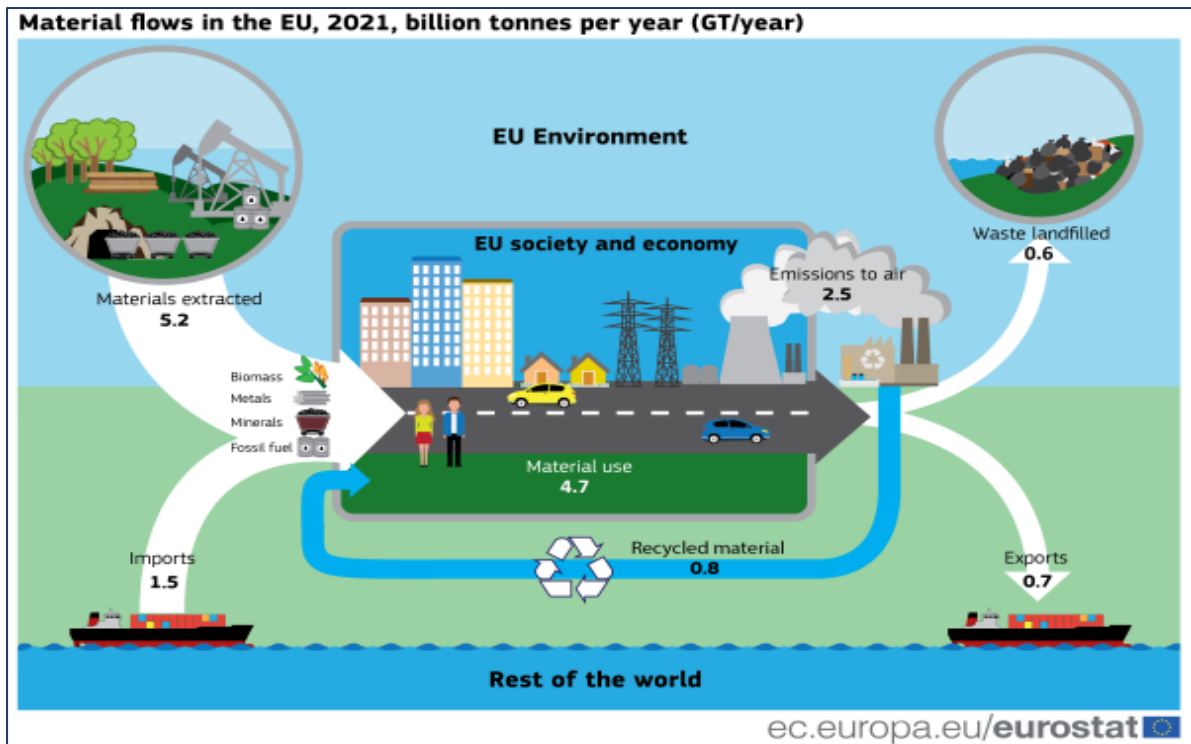 Material flows in the EU, 2021, billion tonnes per year (GT/year)
EU Environment
EU society and economy
Waste landfilled
0.6
Emissions to air
2.5
Materials extracted
5.2
Biomass
Metals
Minerals
Fossil fuel
Material use
4.7
Recycled material
0.8
Imports
1.5
Exports
0.7
Rest of the world
ec.europa.eu/eurostat